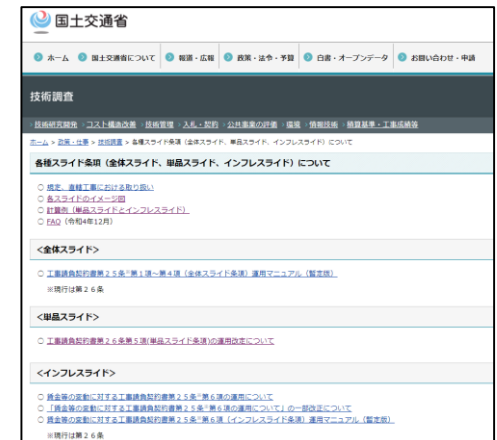 国土交通省
ホーム 国土交通省について 報道・広報 政策・法令・予算 白書・オープンデータ お問い合わせ・申請
技術調査
技術研究開発 コスト構造改善 技術管理 入札・契約 公共事業の評価 環境 情報技術 積算基準・工事成績等
ホーム > 政策・仕事 > 技術調査 > 各種スライド条項（全体スライド、単品スライド、インフレスライド）について
各種スライド条項（全体スライド、単品スライド、インフレスライド）について
○ 規定、直轄工事における取り扱い
○ 各スライドのイメージ図
○ 計算例（単品スライドとインフレスライド）
○ FAQ（令和4年12月）
＜全体スライド＞
○ 工事請負契約書第２５条※第１項～第４項（全体スライド条項）運用マニュアル（暫定版）
※現行は第２６条
＜単品スライド＞
○ 工事請負契約書第２６条第５項(単品スライド条項)の運用改定について
＜インフレスライド＞
○ 賃金等の変動に対する工事請負契約書第２５条※第６項の運用について
○ 「賃金等の変動に対する工事請負契約書第２５条※第６項の運用について」の一部改正について
○ 賃金等の変動に対する工事請負契約書第２５条※第６項（インフレスライド条項）運用マニュアル（暫定版）
※現行は第２６条